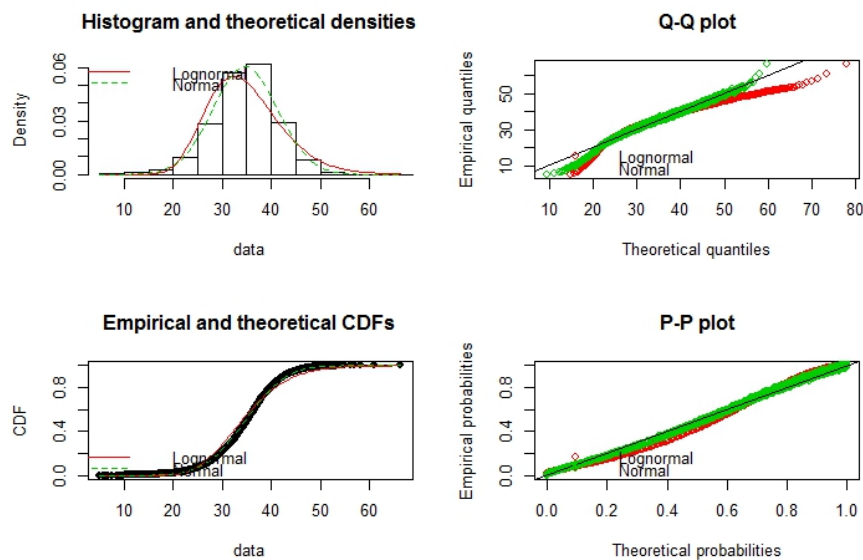 Histogram and theoretical densities
Density
0.00
0.03
0.06
Lognormal
Normal
10 20 30 40 50 60
data
Q-Q plot
Empirical quantiles
10
30
50
Lognormal
Normal
10 20 30 40 50 60 70 80
Theoretical quantiles
Empirical and theoretical CDFs
CDF
0.0
0.4
0.8
Lognormal
Normal
10 20 30 40 50 60
data
P-P plot
Empirical probabilities
0.0
0.4
0.8
Lognormal
Normal
0.0 0.2 0.4 0.6 0.8 1.0
Theoretical probabilities